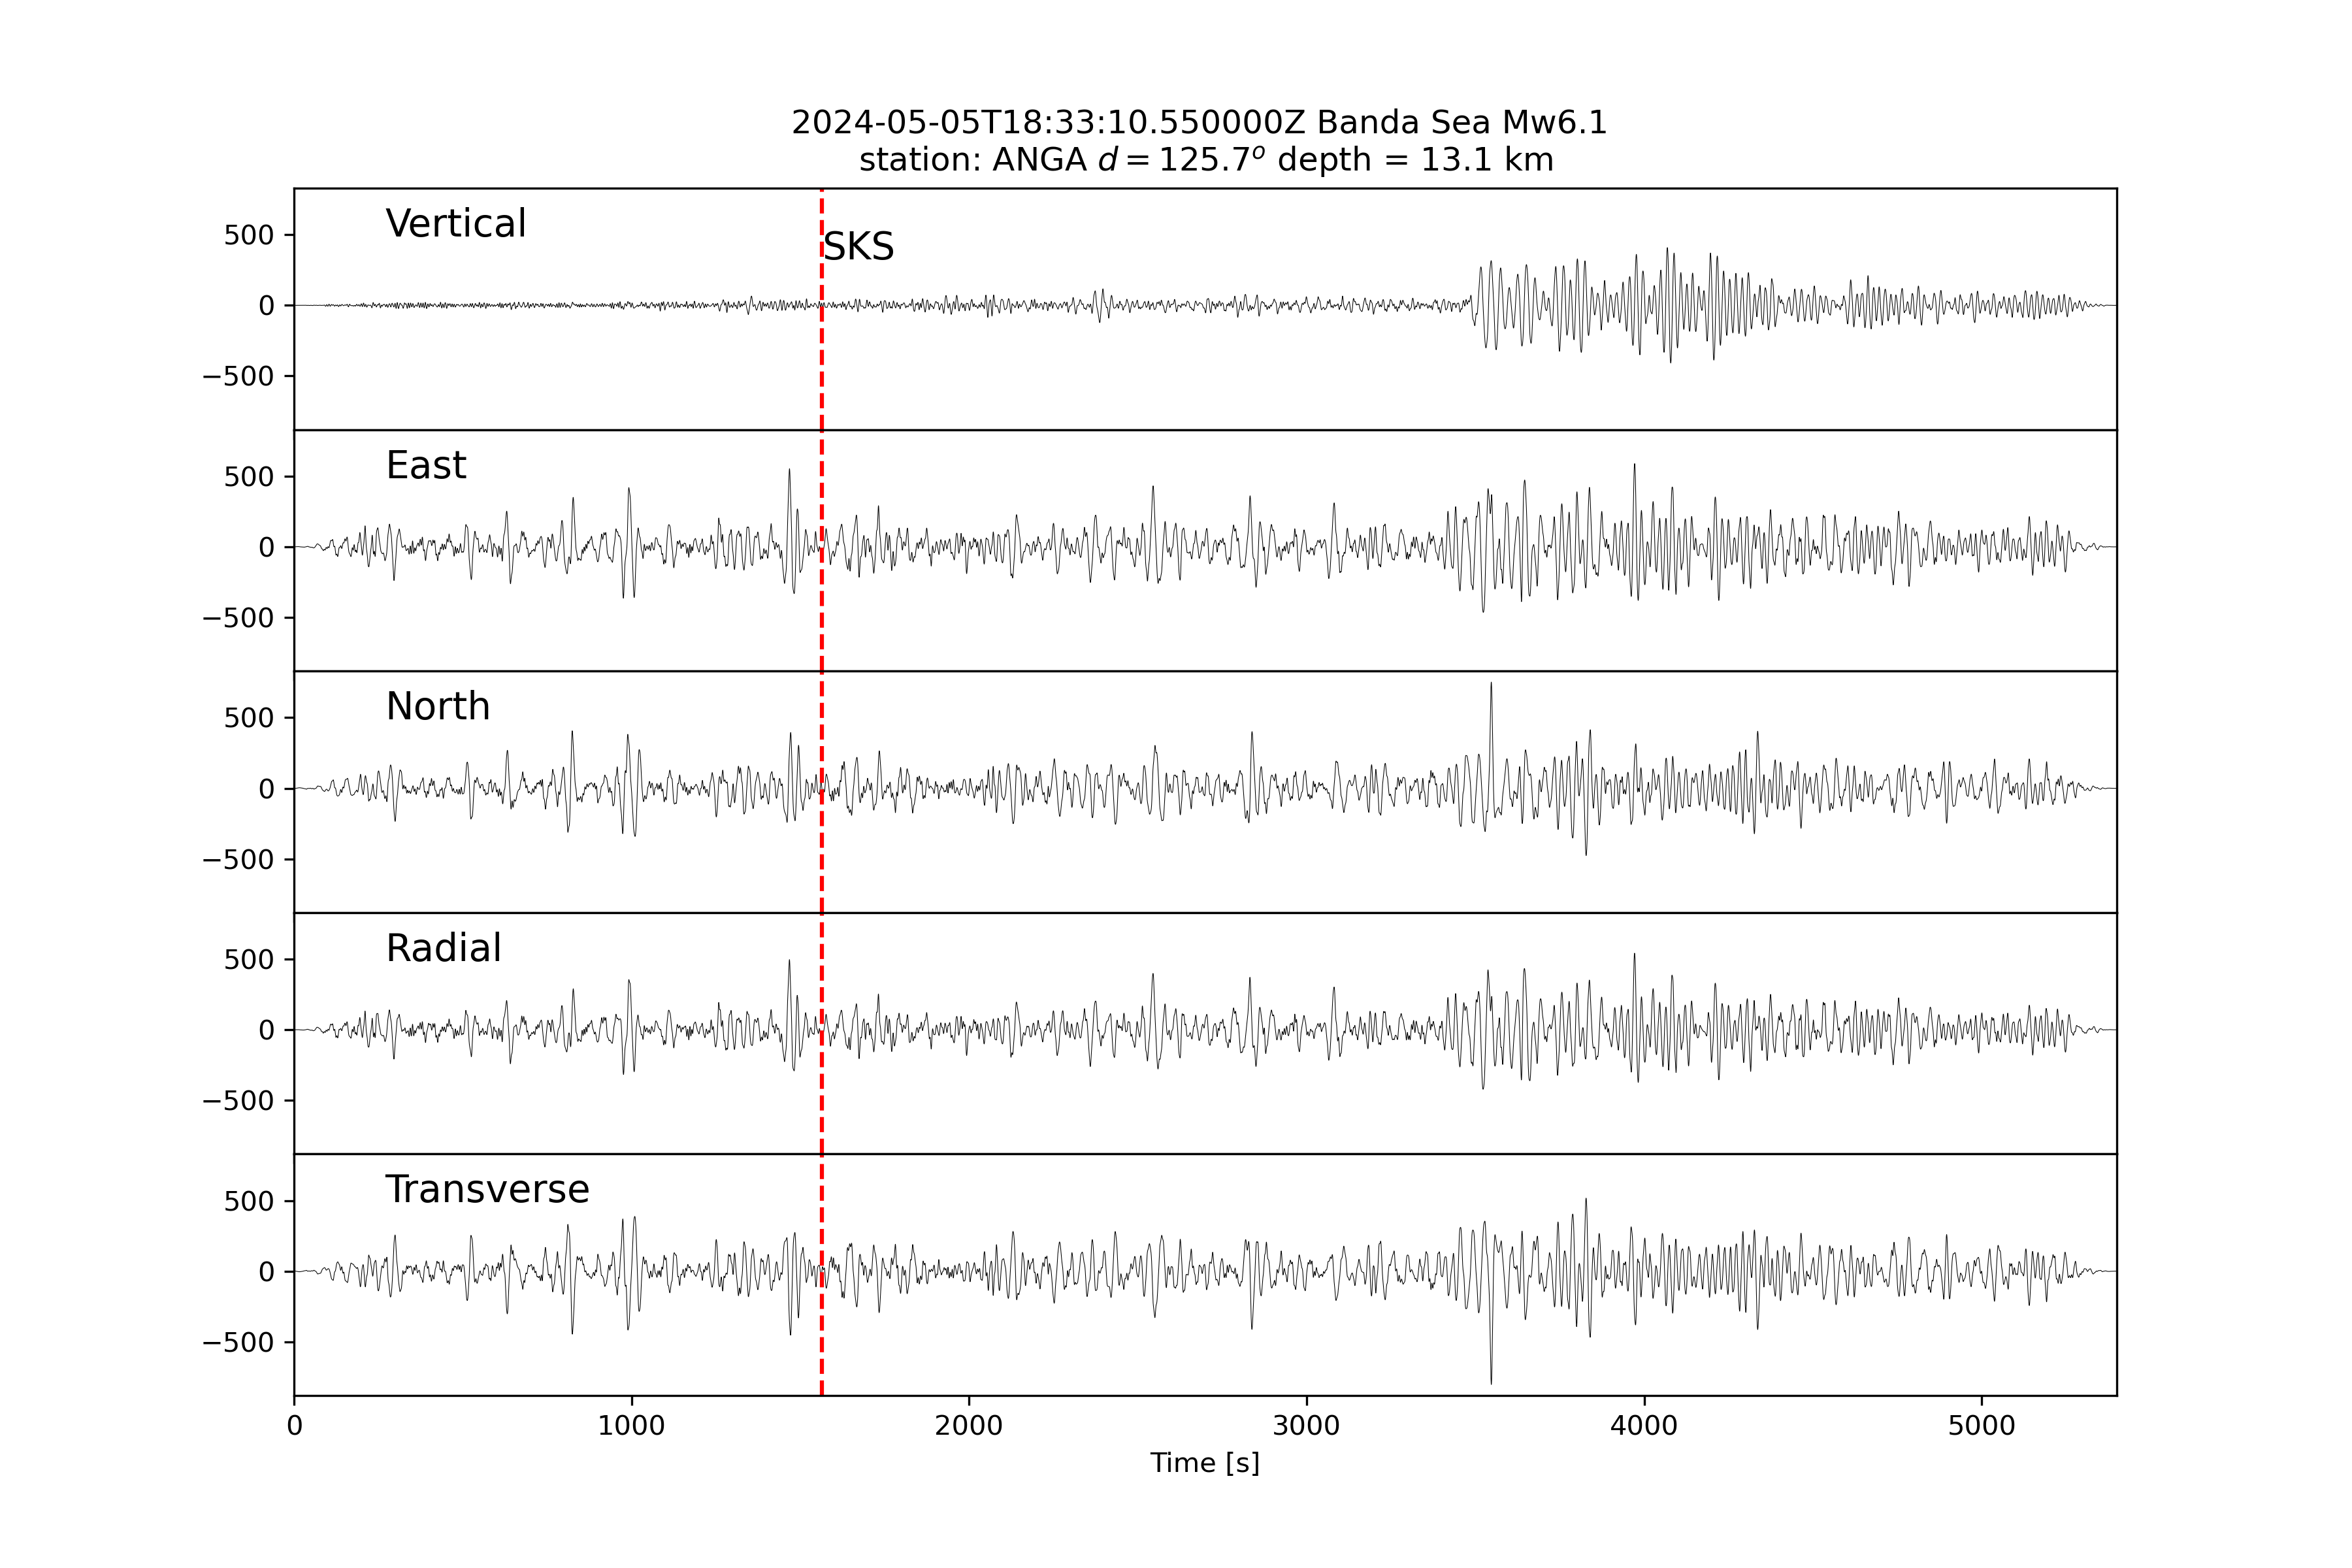 2024-05-05T18:33:10.550000Z Banda Sea Mw6.1
station: ANGA d = 125.7° depth = 13.1 km
Vertical
SKS
500
0
−500
East
500
0
−500
North
500
0
−500
Radial
500
0
−500
Transverse
500
0
−500
0 1000 2000 3000 4000 5000
Time [s]